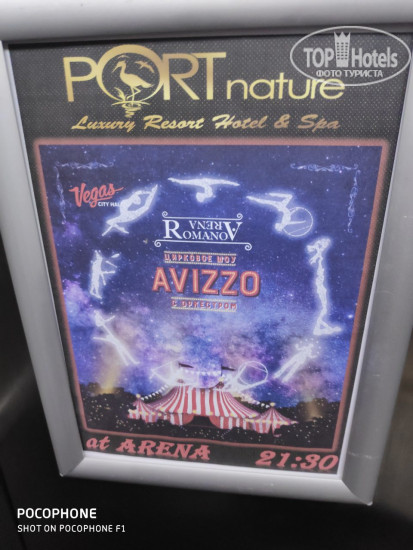 TOP Hotels
ФОТО ТУРИСТА
PORT nature
Luxury Resort Hotel & Spa
Vegas
CITY HALL
ROMANOV
ARENA
ЦИРКОВОЕ ШОУ
AVIZZO
С ОРКЕСТРОМ
at ARENA 21:30
POCOPHONE
SHOT ON POCOPHONE F1